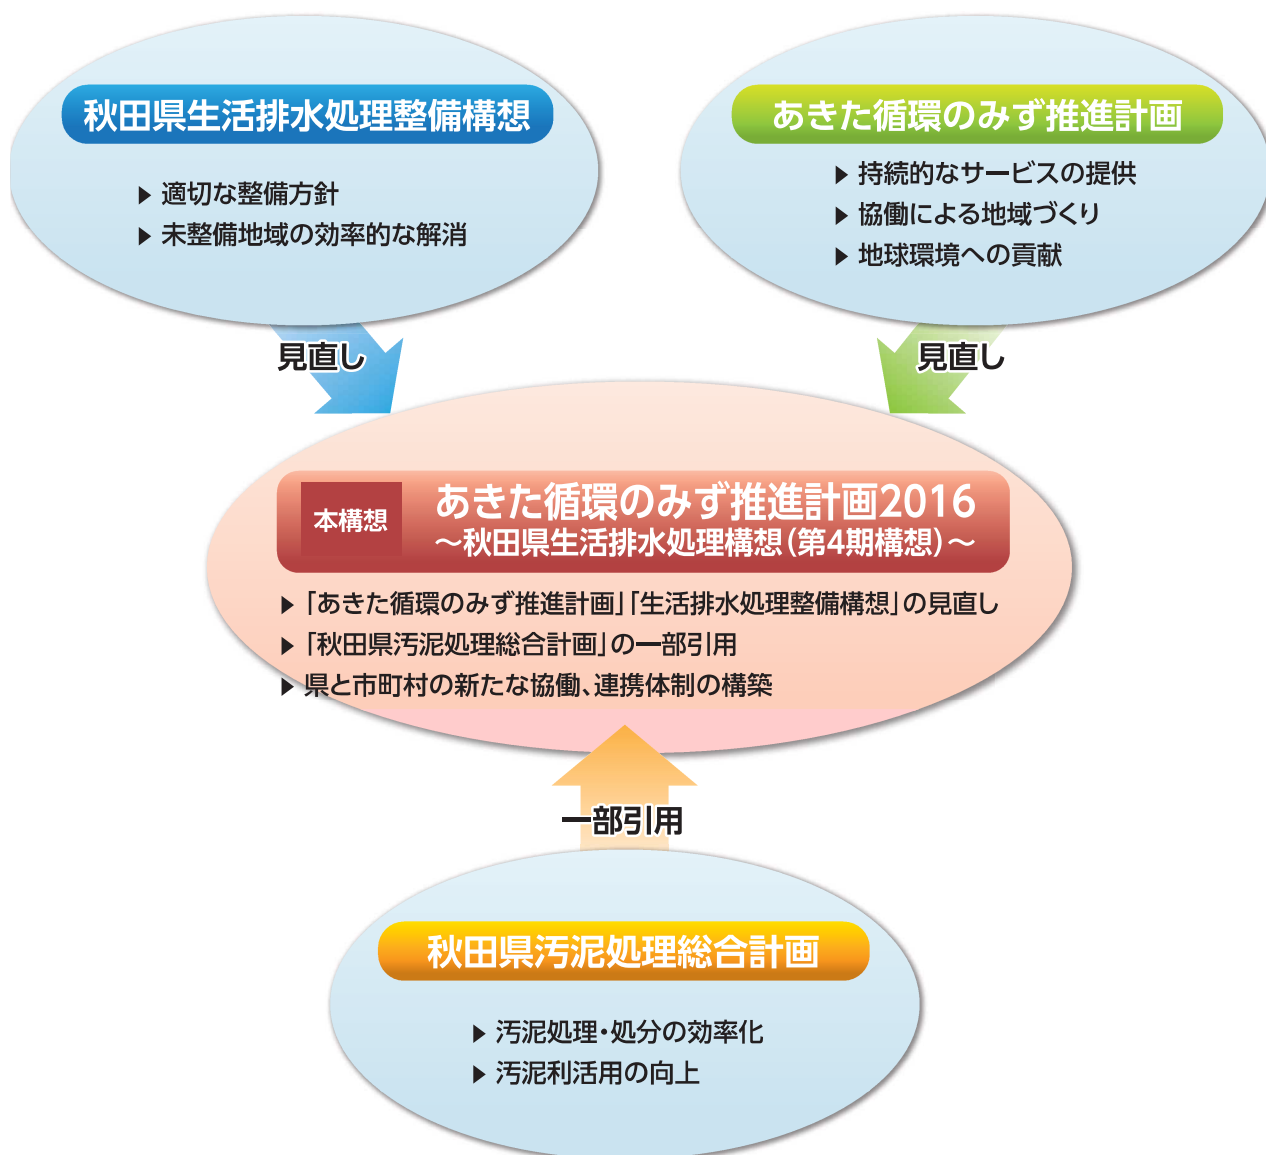 秋田県生活排水処理整備構想
▶ 適切な整備方針
▶ 未整備地域の効率的な解消
あきた循環のみず推進計画
▶ 持続的なサービスの提供
▶ 協働による地域づくり
▶ 地球環境への貢献
見直し
見直し
本構想
あきた循環のみず推進計画2016
～秋田県生活排水処理構想（第4期構想）～
▶ 「あきた循環のみず推進計画」「生活排水処理整備構想」の見直し
▶ 「秋田県汚泥処理総合計画」の一部引用
▶ 県と市町村の新たな協働、連携体制の構築
一部引用
秋田県汚泥処理総合計画
▶ 汚泥処理・処分の効率化
▶ 汚泥利活用の向上